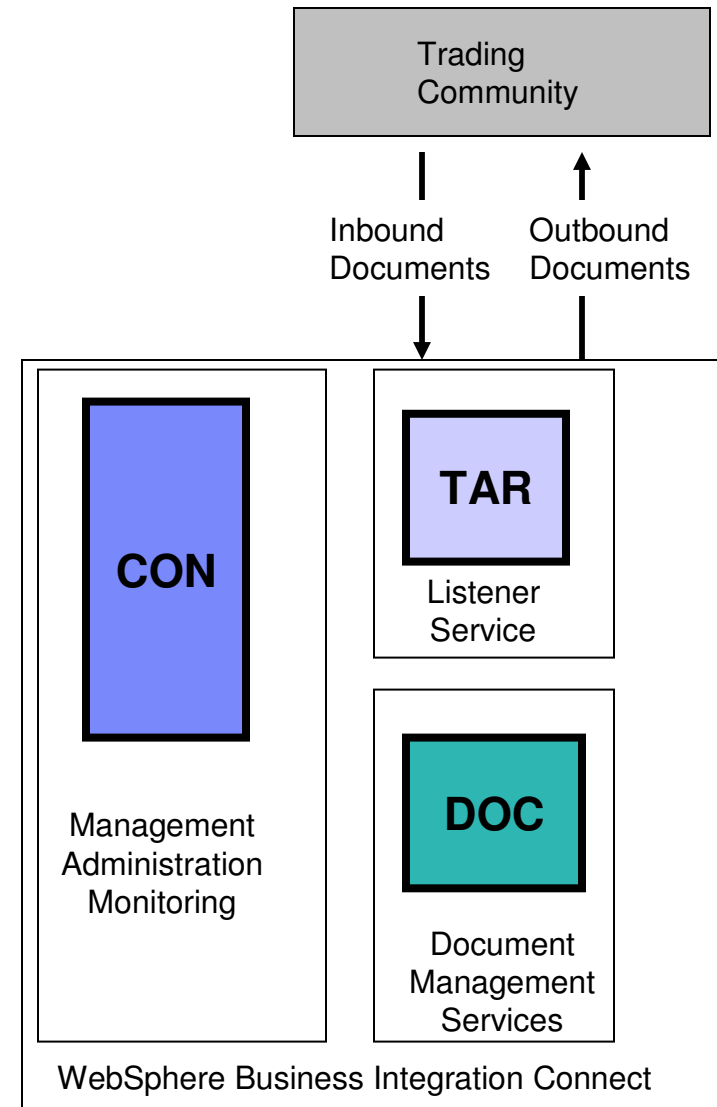 Trading
Community
Inbound
Documents
Outbound
Documents
CON
Management
Administration
Monitoring
TAR
Listener
Service
DOC
Document
Management
Services
WebSphere Business Integration Connect